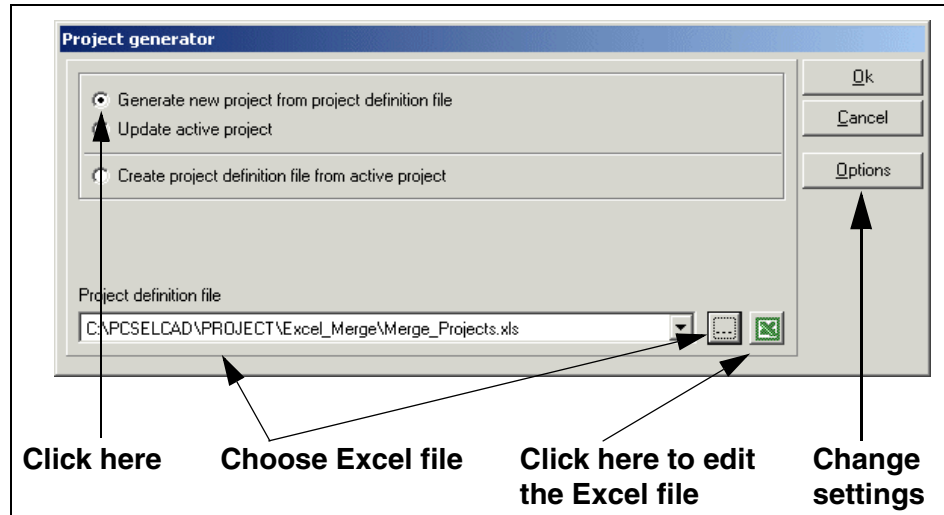 Project generator
Generate new project from project definition file
Update active project
Create project definition file from active project
Ok
Cancel
Options
Project definition file
C:\PCSELCAD\PROJECT\Excel_Merge\Merge_Projects.xls
...
Click here
Choose Excel file
Click here to edit
the Excel file
Change
settings